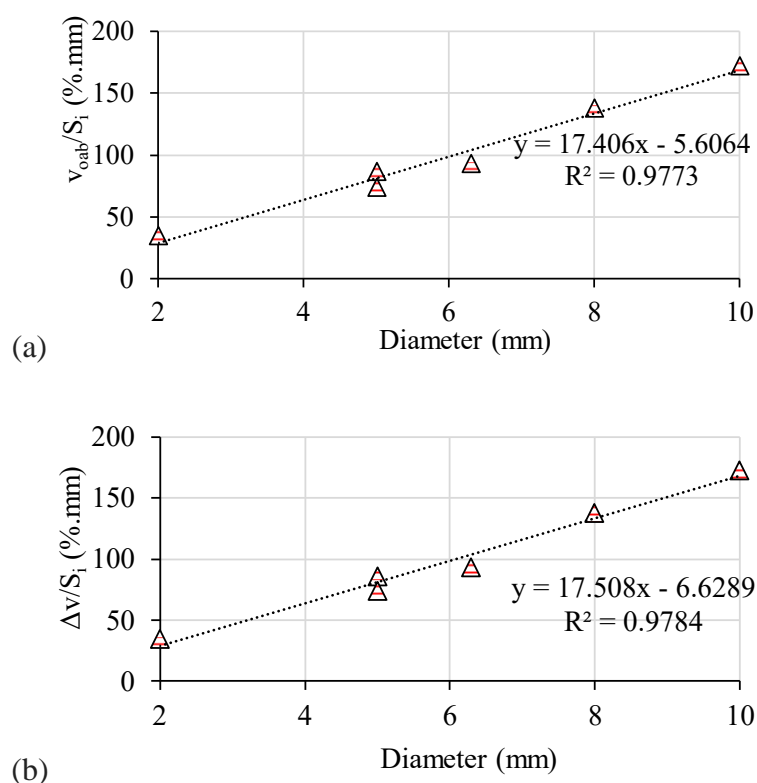 200
150
100
50
0
v_oab/S_i (%.mm)
y = 17.406x - 5.6064
R² = 0.9773
2 4 6 8 10
Diameter (mm)
(a)
200
150
100
50
0
Δv/S_i (%.mm)
y = 17.508x - 6.6289
R² = 0.9784
2 4 6 8 10
Diameter (mm)
(b)